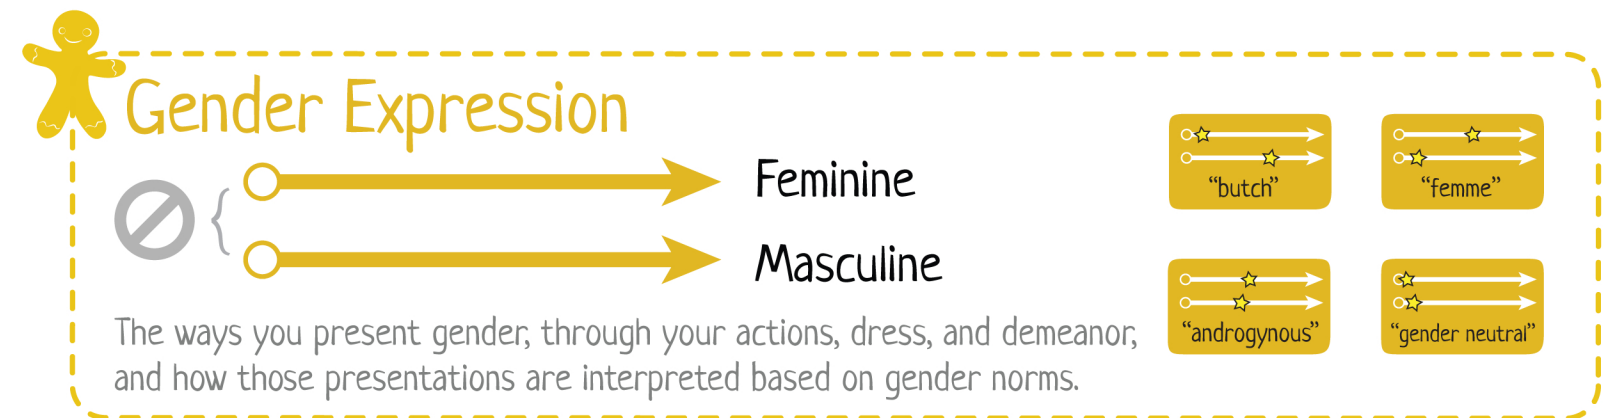 Gender Expression
Feminine
Masculine
The ways you present gender, through your actions, dress, and demeanor,
and how those presentations are interpreted based on gender norms.
“butch”
“femme”
“androgynous”
“gender neutral”